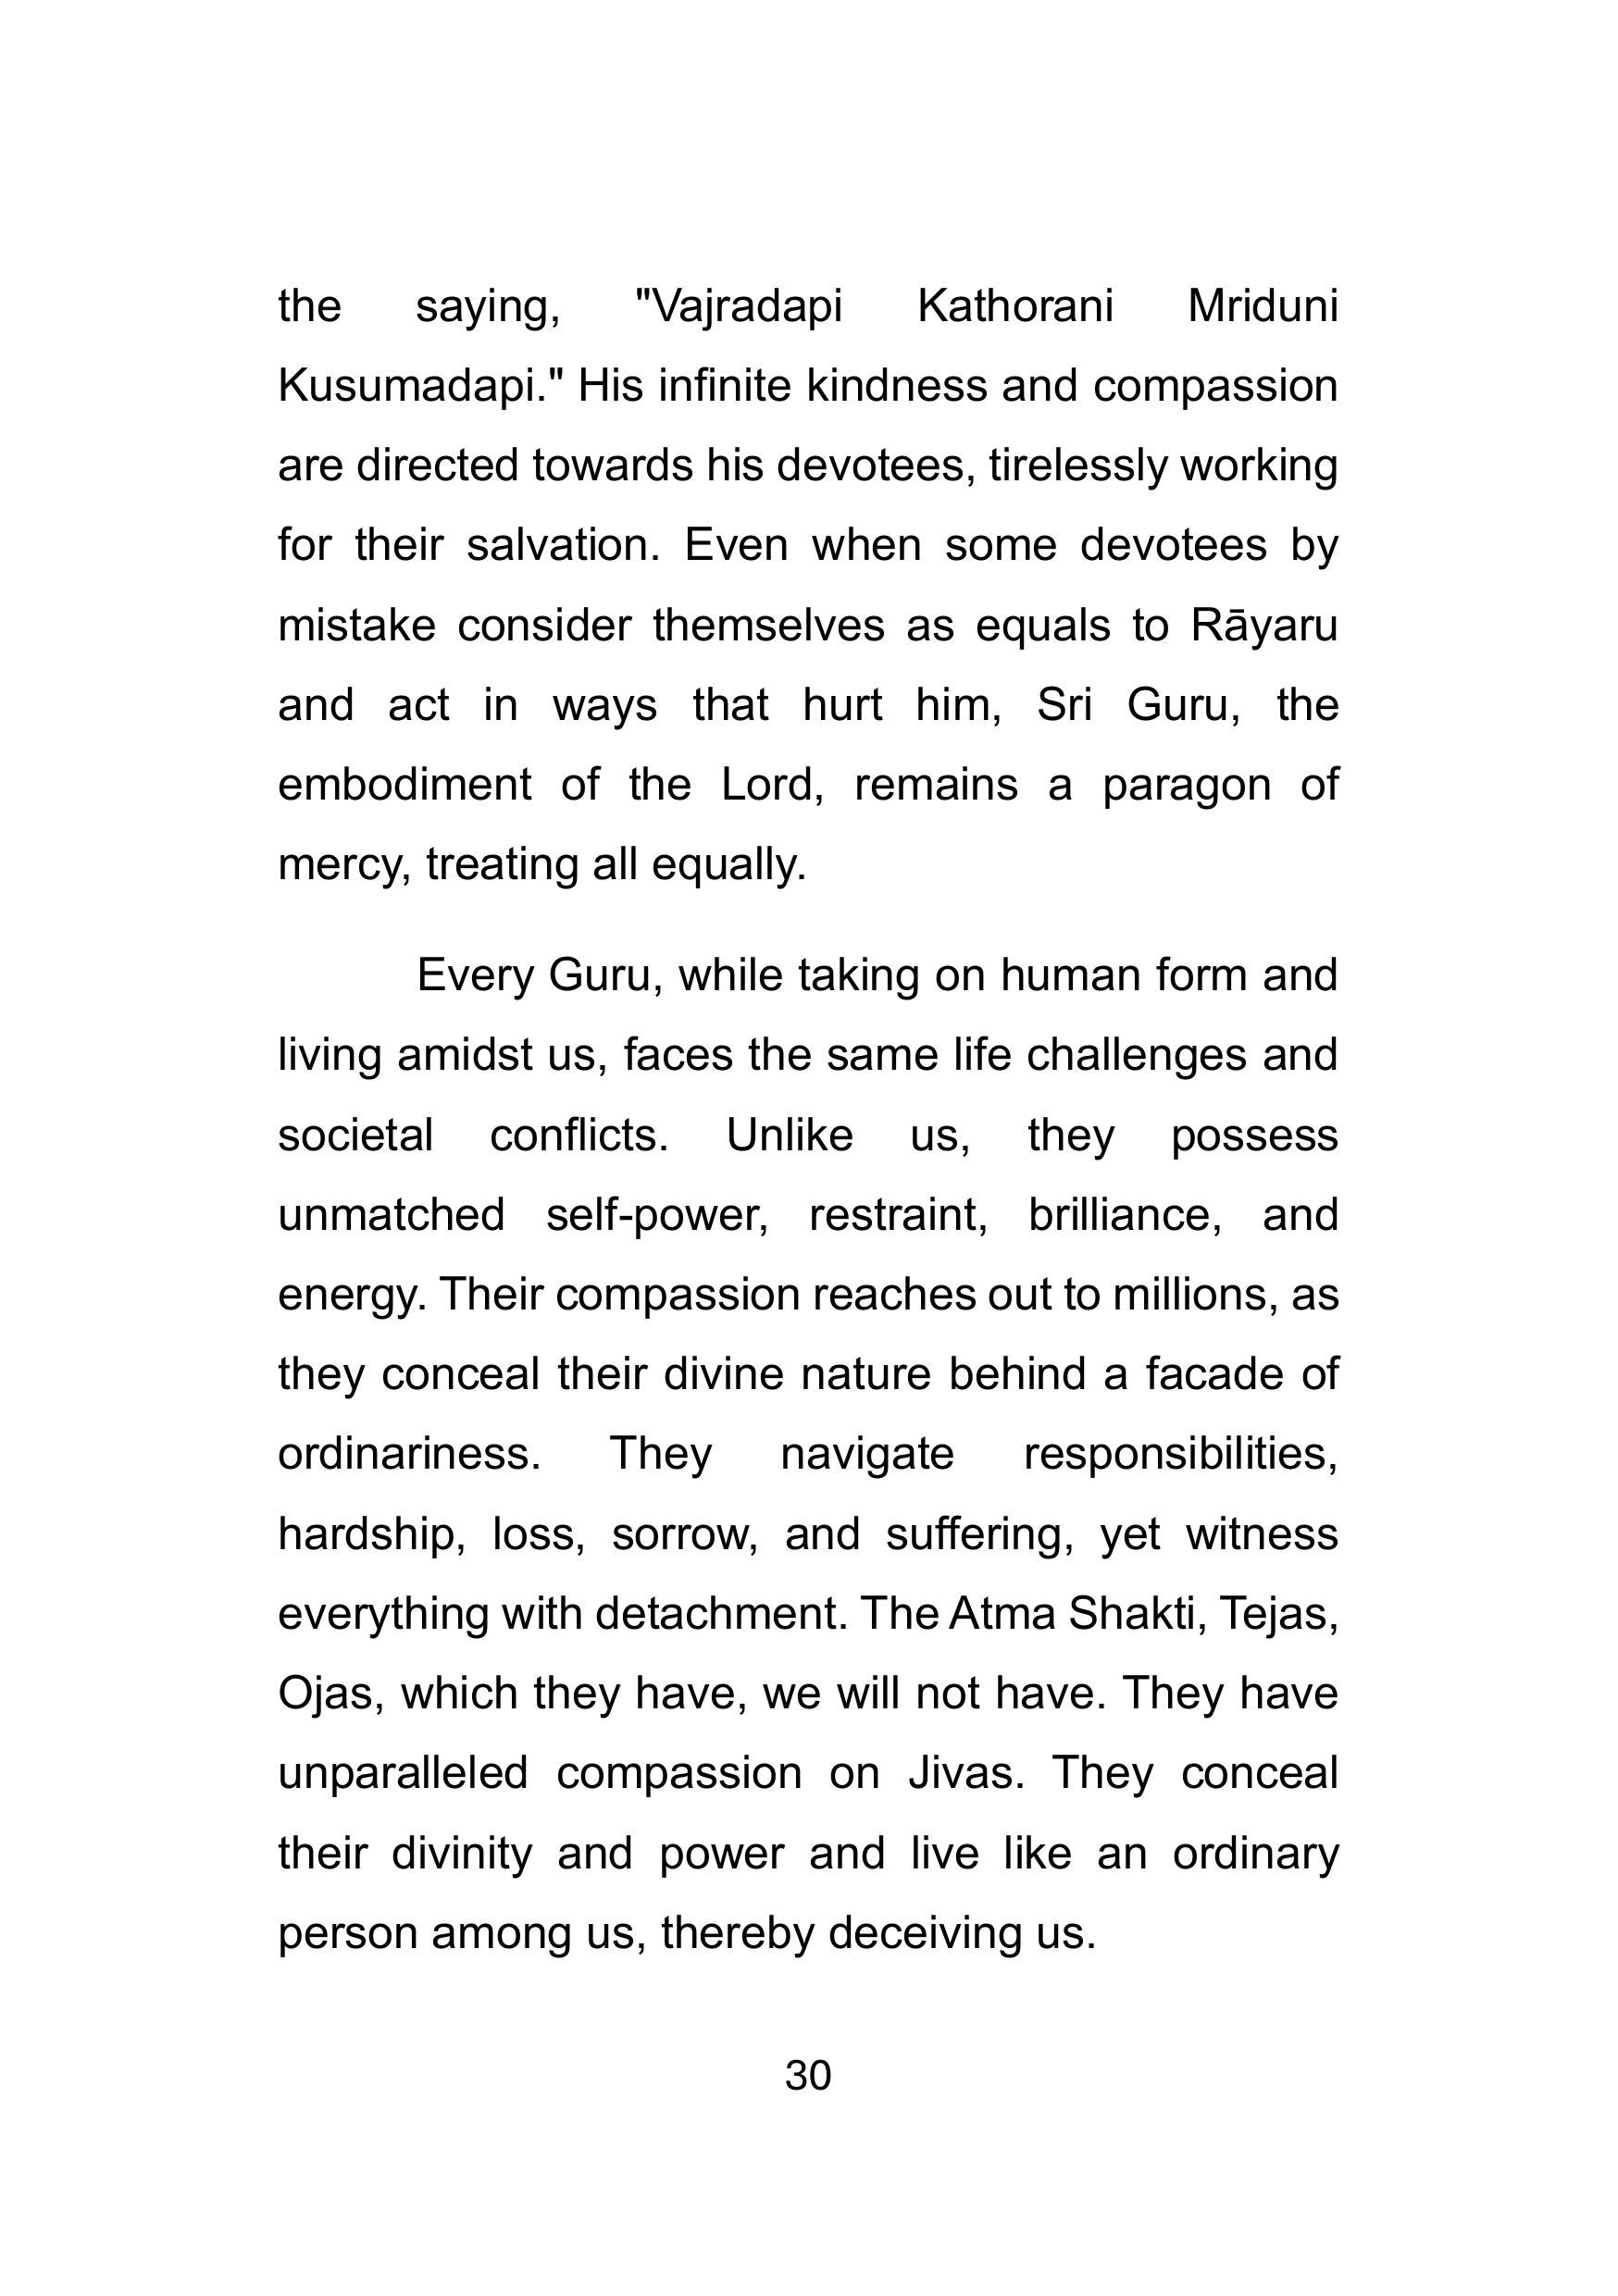 the saying, "Vajradapi Kathorani Mriduni
Kusumadapi." His infinite kindness and compassion
are directed towards his devotees, tirelessly working
for their salvation. Even when some devotees by
mistake consider themselves as equals to Rāyaru
and act in ways that hurt him, Sri Guru, the
embodiment of the Lord, remains a paragon of
mercy, treating all equally.
Every Guru, while taking on human form and
living amidst us, faces the same life challenges and
societal conflicts. Unlike us, they possess
unmatched self-power, restraint, brilliance, and
energy. Their compassion reaches out to millions, as
they conceal their divine nature behind a facade of
ordinariness. They navigate responsibilities,
hardship, loss, sorrow, and suffering, yet witness
everything with detachment. The Atma Shakti, Tejas,
Ojas, which they have, we will not have. They have
unparalleled compassion on Jivas. They conceal
their divinity and power and live like an ordinary
person among us, thereby deceiving us.
30